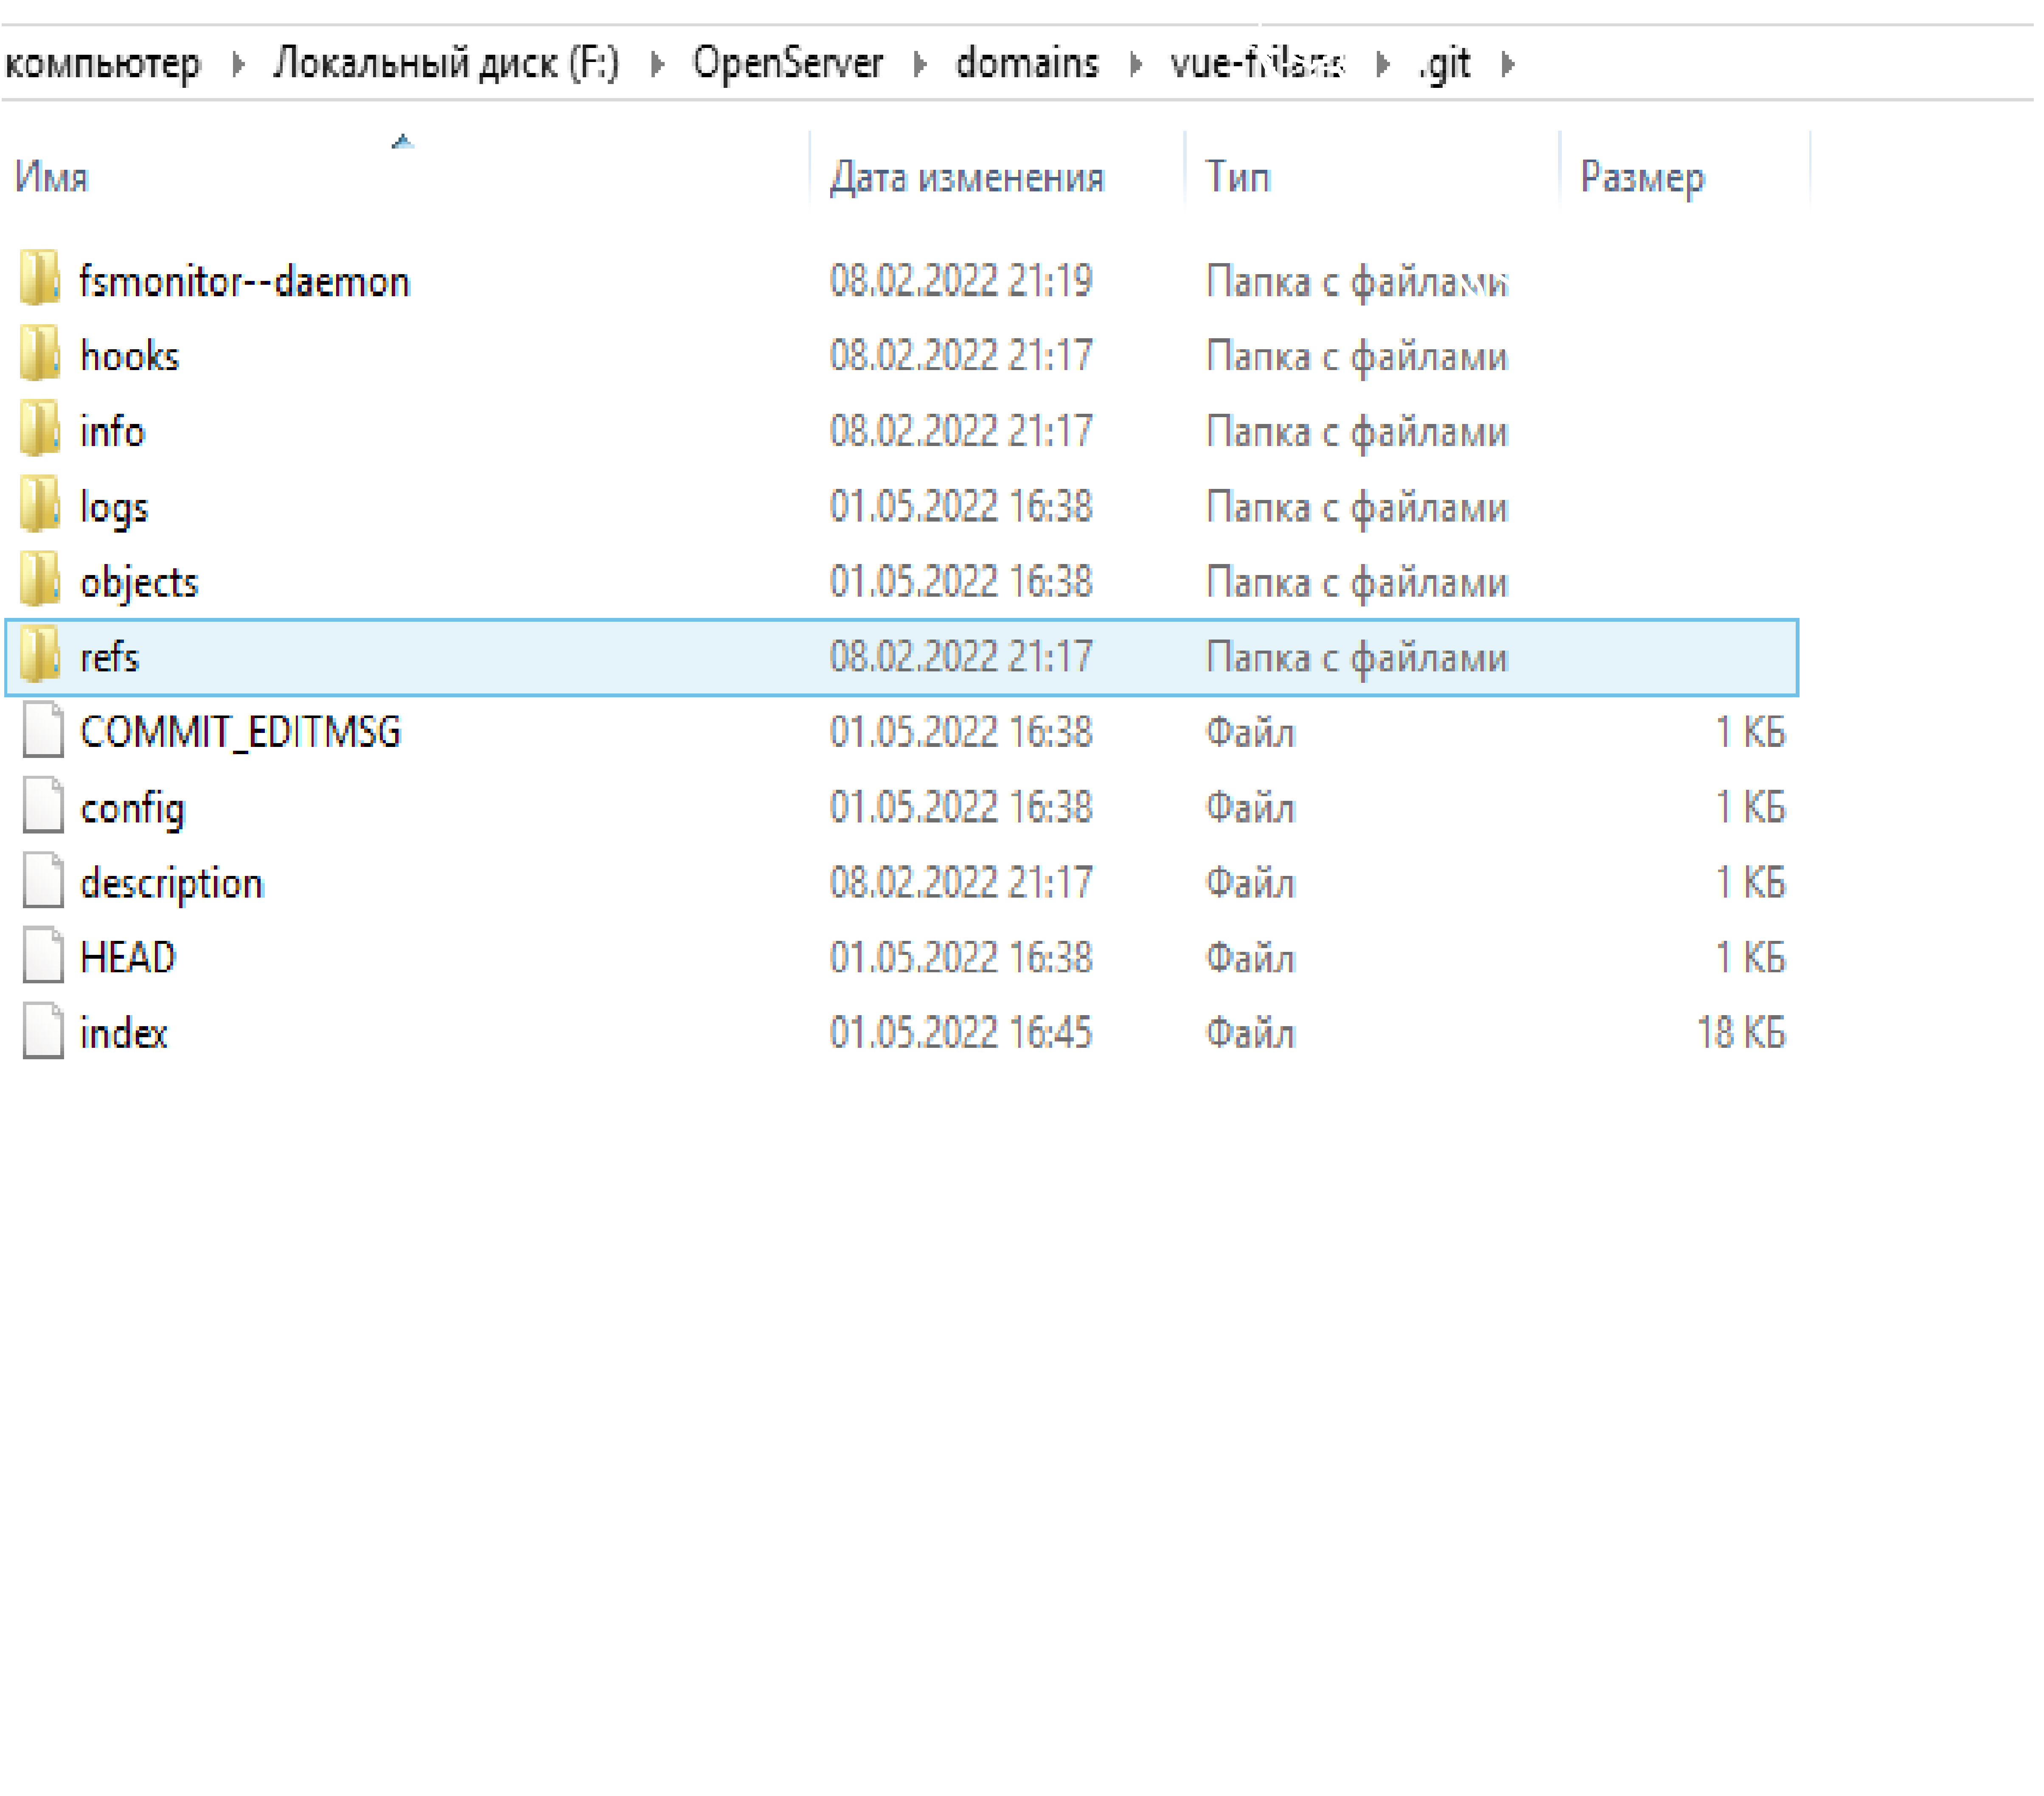 компьютер Локальный диск (F:) OpenServer domains .git
Имя Дата изменения Тип Размер
fsmonitor--daemon 08.02.2022 21:19 Папка с файлами
hooks 08.02.2022 21:17 Папка с файлами
info 08.02.2022 21:17 Папка с файлами
logs 01.05.2022 16:38 Папка с файлами
objects 01.05.2022 16:38 Папка с файлами
refs 08.02.2022 21:17 Папка с файлами
COMMIT_EDITMSG 01.05.2022 16:38 Файл 1 КБ
config 01.05.2022 16:38 Файл 1 КБ
description 08.02.2022 21:17 Файл 1 КБ
HEAD 01.05.2022 16:38 Файл 1 КБ
index 01.05.2022 16:45 Файл 18 КБ